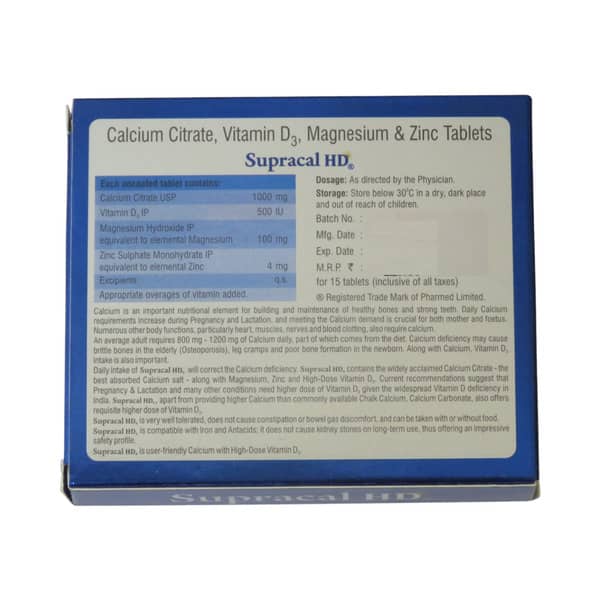 Calcium Citrate, Vitamin D3, Magnesium & Zinc Tablets
Supracal HD®
Each uncoated tablet contains:
Calcium Citrate USP 1000 mg
Vitamin D3 IP 500 IU
Magnesium Hydroxide IP
equivalent to elemental Magnesium 100 mg
Zinc Sulphate Monohydrate IP
equivalent to elemental Zinc 4 mg
Excipients q.s.
Appropriate overages of vitamin added.
Dosage: As directed by the Physician.
Storage: Store below 30°C in a dry, dark place
and out of reach of children.
Batch No. :
Mfg. Date :
Exp. Date :
M.R.P. ₹ :
for 15 tablets (inclusive of all taxes)
® Registered Trade Mark of Pharmed Limited.
Calcium is an important nutritional element for building and maintenance of healthy bones and strong teeth. Daily Calcium
requirements increase during Pregnancy and Lactation, and meeting the Calcium demand is crucial for both mother and foetus.
Numerous other body functions, particularly heart, muscles, nerves and blood clotting, also require calcium.
An average adult requires 800 mg - 1200 mg of Calcium daily, part of which comes from the diet. Calcium deficiency may cause
brittle bones in the elderly (Osteoporosis), leg cramps and poor bone formation in the newborn. Along with Calcium, Vitamin D3
intake is also important.
Daily intake of Supracal HD® will correct the Calcium deficiency. Supracal HD® contains the widely acclaimed Calcium Citrate - the
best absorbed Calcium salt - along with Magnesium, Zinc and High-Dose Vitamin D3. Current recommendations suggest that
Pregnancy & Lactation and many other conditions need higher dose of Vitamin D3, given the widespread Vitamin D deficiency in
India. Supracal HD®, apart from providing higher Calcium than commonly available Chalk Calcium, Calcium Carbonate, also offers
requisite higher dose of Vitamin D3.
Supracal HD® is very well tolerated, does not cause constipation or bowel gas discomfort, and can be taken with or without food.
Supracal HD® is compatible with Iron and Antacids; it does not cause kidney stones on long-term use, thus offering an impressive
safety profile.
Supracal HD® is user-friendly Calcium with High-Dose Vitamin D3.
Supracal HD®